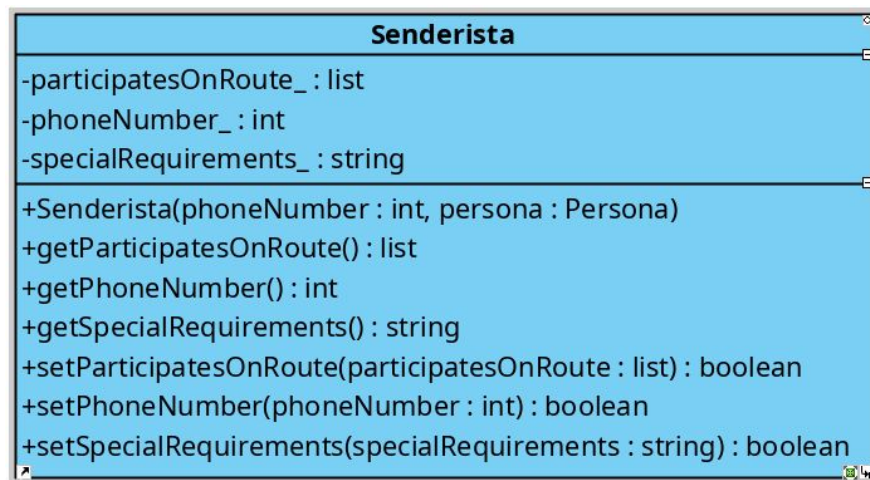 Senderista
-participatesOnRoute_ : list
-phoneNumber_ : int
-specialRequirements_ : string
+Senderista(phoneNumber : int, persona : Persona)
+getParticipatesOnRoute() : list
+getPhoneNumber() : int
+getSpecialRequirements() : string
+setParticipatesOnRoute(participatesOnRoute : list) : boolean
+setPhoneNumber(phoneNumber : int) : boolean
+setSpecialRequirements(specialRequirements : string) : boolean